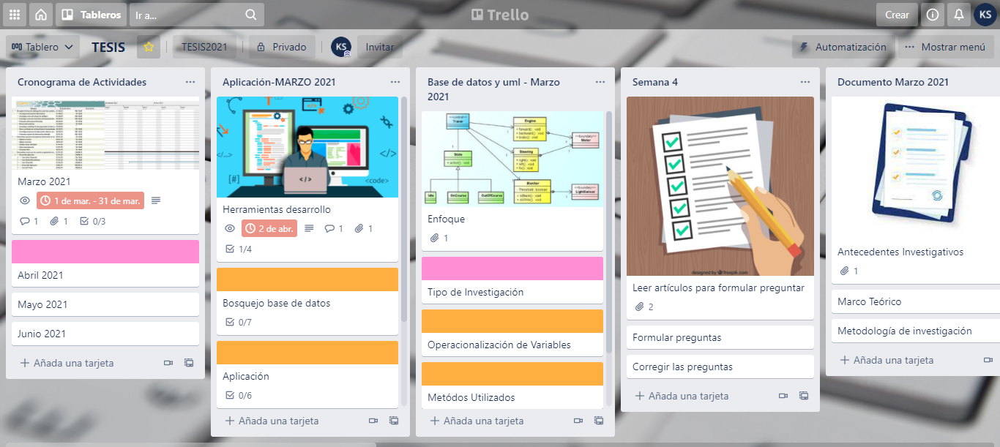 Tableros
Ir a...
Trello
Crear
KS
Tablero
TESIS
TESIS2021
Privado
KS
Invitar
Automatización
Mostrar menú
Cronograma de Actividades
Marzo 2021
1 de mar. - 31 de mar.
1
1
0/3
Abril 2021
Mayo 2021
Junio 2021
Añada una tarjeta
Aplicación-MARZO 2021
</>
</...>
</>
[#]
<code>
Herramientas desarrollo
2 de abr.
1
1
1/4
Bosquejo base de datos
0/7
Aplicación
0/6
Añada una tarjeta
Base de datos y uml - Marzo
2021
Engine
Steering
State
Monitor
Idle
OnCourse
OutOfCourse
<<boundary>>
Motor
<<boundary>>
LightSensor
Enfoque
1
Tipo de Investigación
Operacionalización de Variables
Metódos Utilizados
Añada una tarjeta
Semana 4
designed by freepik.com
Leer artículos para formular preguntar
2
Formular preguntas
Corregir las preguntas
Añada una tarjeta
Documento Marzo 2021
Antecedentes Investigativos
1
Marco Teórico
Metodología de investigación
Añada una tarjeta